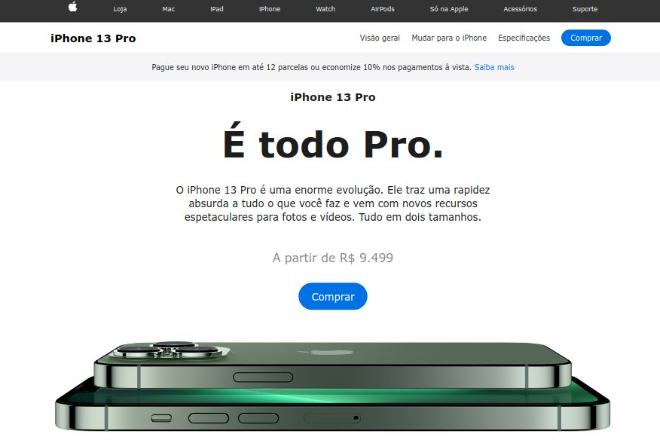 Loja Mac iPad iPhone Watch AirPods Só na Apple Acessórios Suporte
iPhone 13 Pro Visão geral Mudar para o iPhone Especificações Comprar
Pague seu novo iPhone em até 12 parcelas ou economize 10% nos pagamentos à vista. Saiba mais
iPhone 13 Pro
É todo Pro.
O iPhone 13 Pro é uma enorme evolução. Ele traz uma rapidez
absurda a tudo o que você faz e vem com novos recursos
espetaculares para fotos e vídeos. Tudo em dois tamanhos.
A partir de R$ 9.499
Comprar